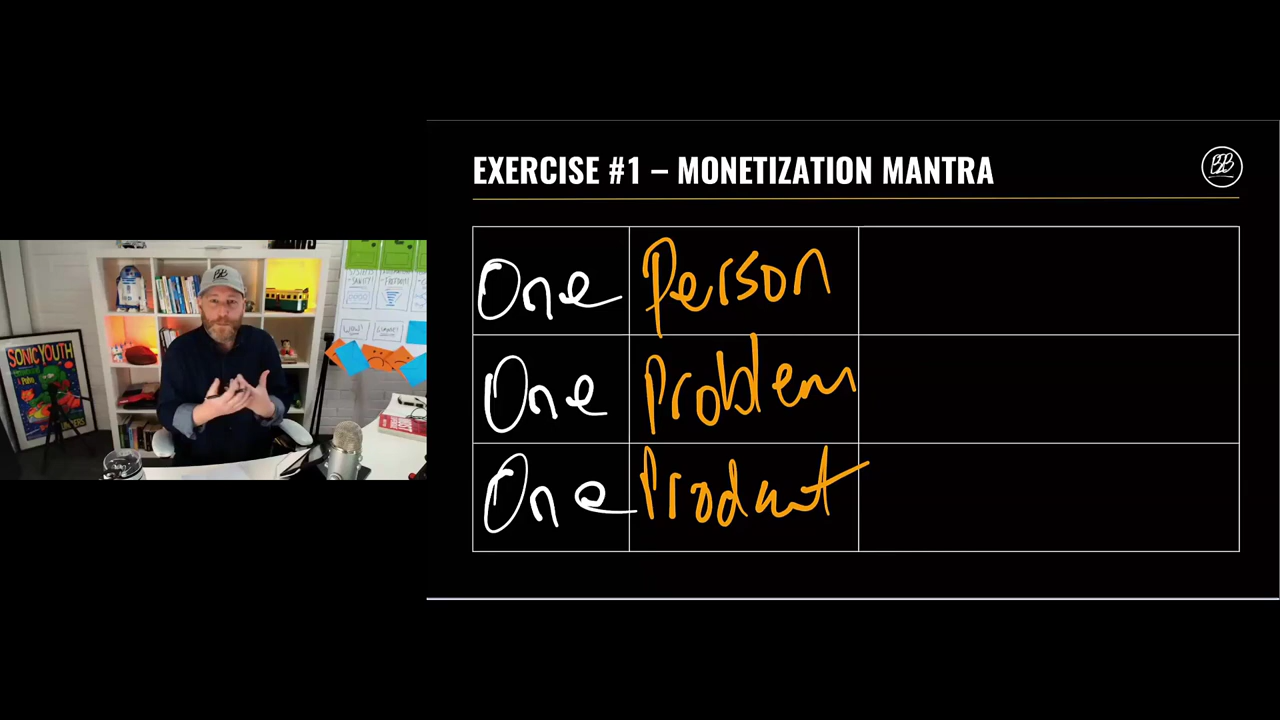 EXERCISE #1 – MONETIZATION MANTRA
One Person
One Problem
One Product
SONIC YOUTH